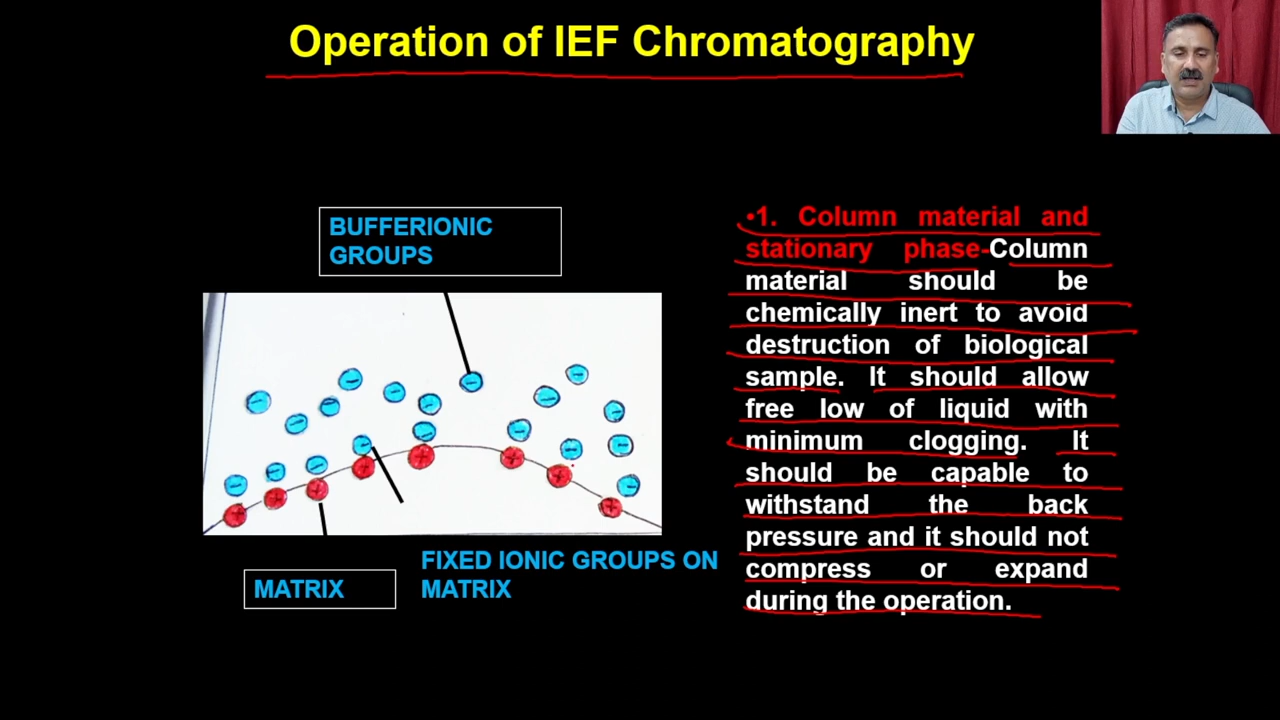 Operation of IEF Chromatography
BUFFERIONIC
GROUPS
MATRIX
FIXED IONIC GROUPS ON
MATRIX
•1. Column material and
stationary phase-Column
material should be
chemically inert to avoid
destruction of biological
sample. It should allow
free low of liquid with
minimum clogging. It
should be capable to
withstand the back
pressure and it should not
compress or expand
during the operation.